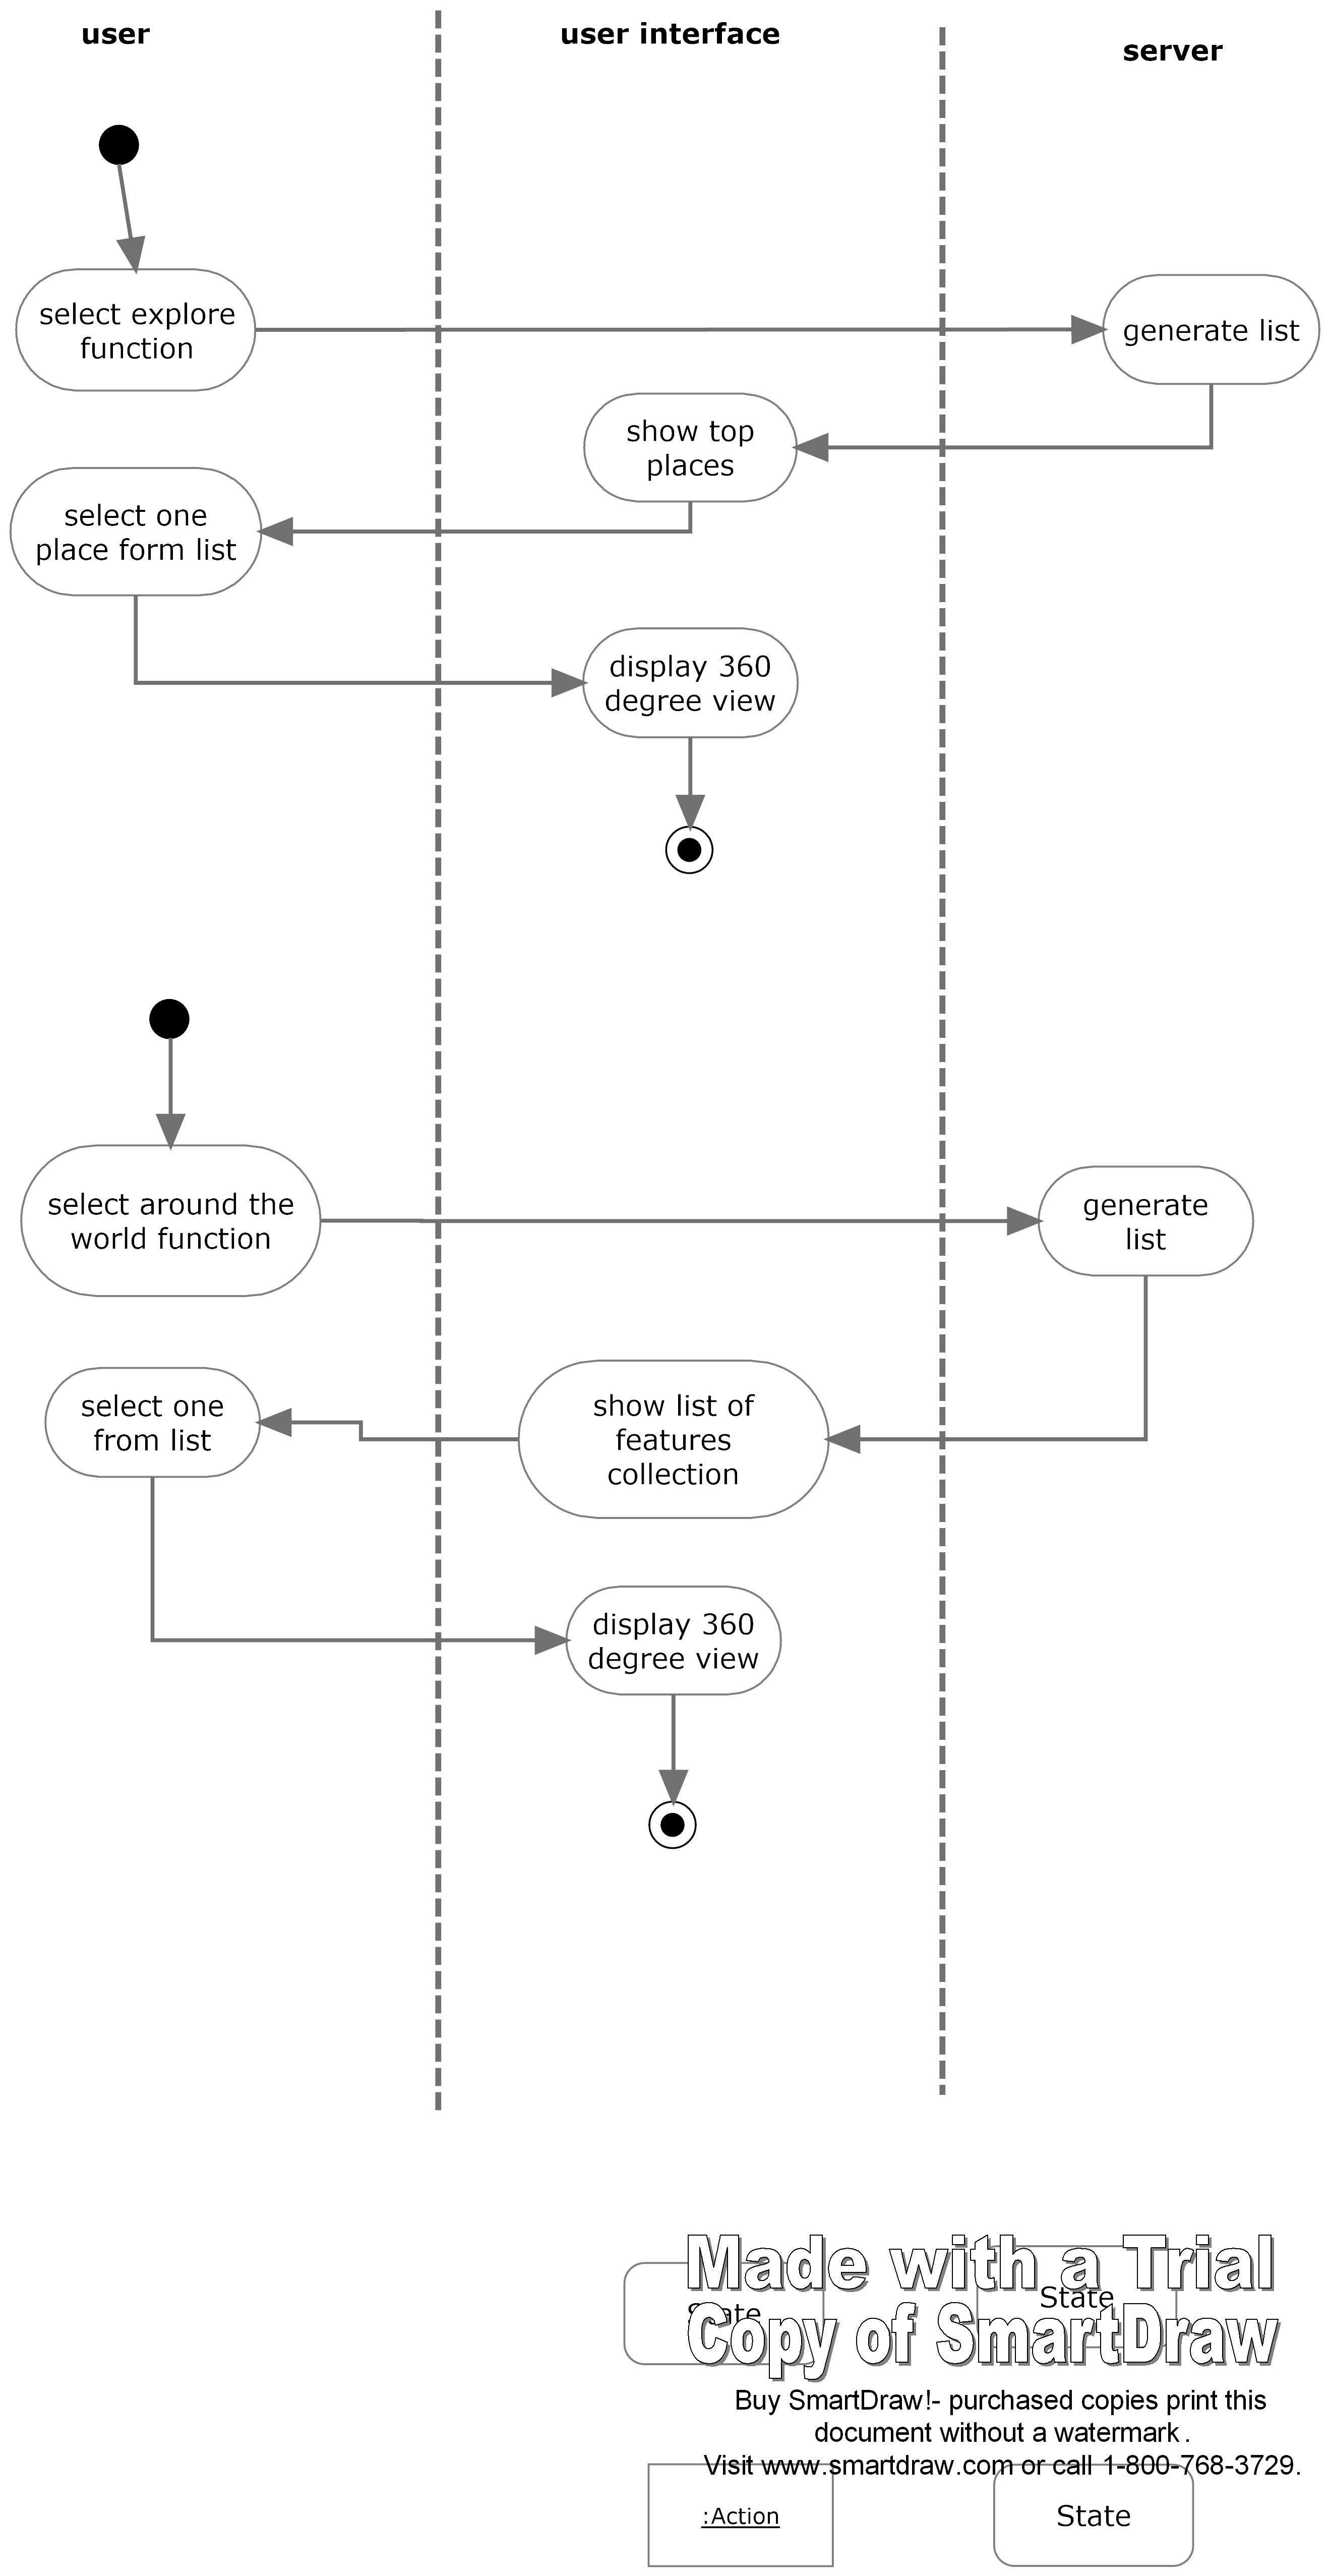 user
user interface
server
select explore
function
generate list
show top
places
select one
place form list
display 360
degree view
select around the
world function
generate
list
select one
from list
show list of
features
collection
display 360
degree view
Made with a Trial
Copy of SmartDraw
State
State
Buy SmartDraw!- purchased copies print this
document without a watermark.
Visit www.smartdraw.com or call 1-800-768-3729.
:Action
State